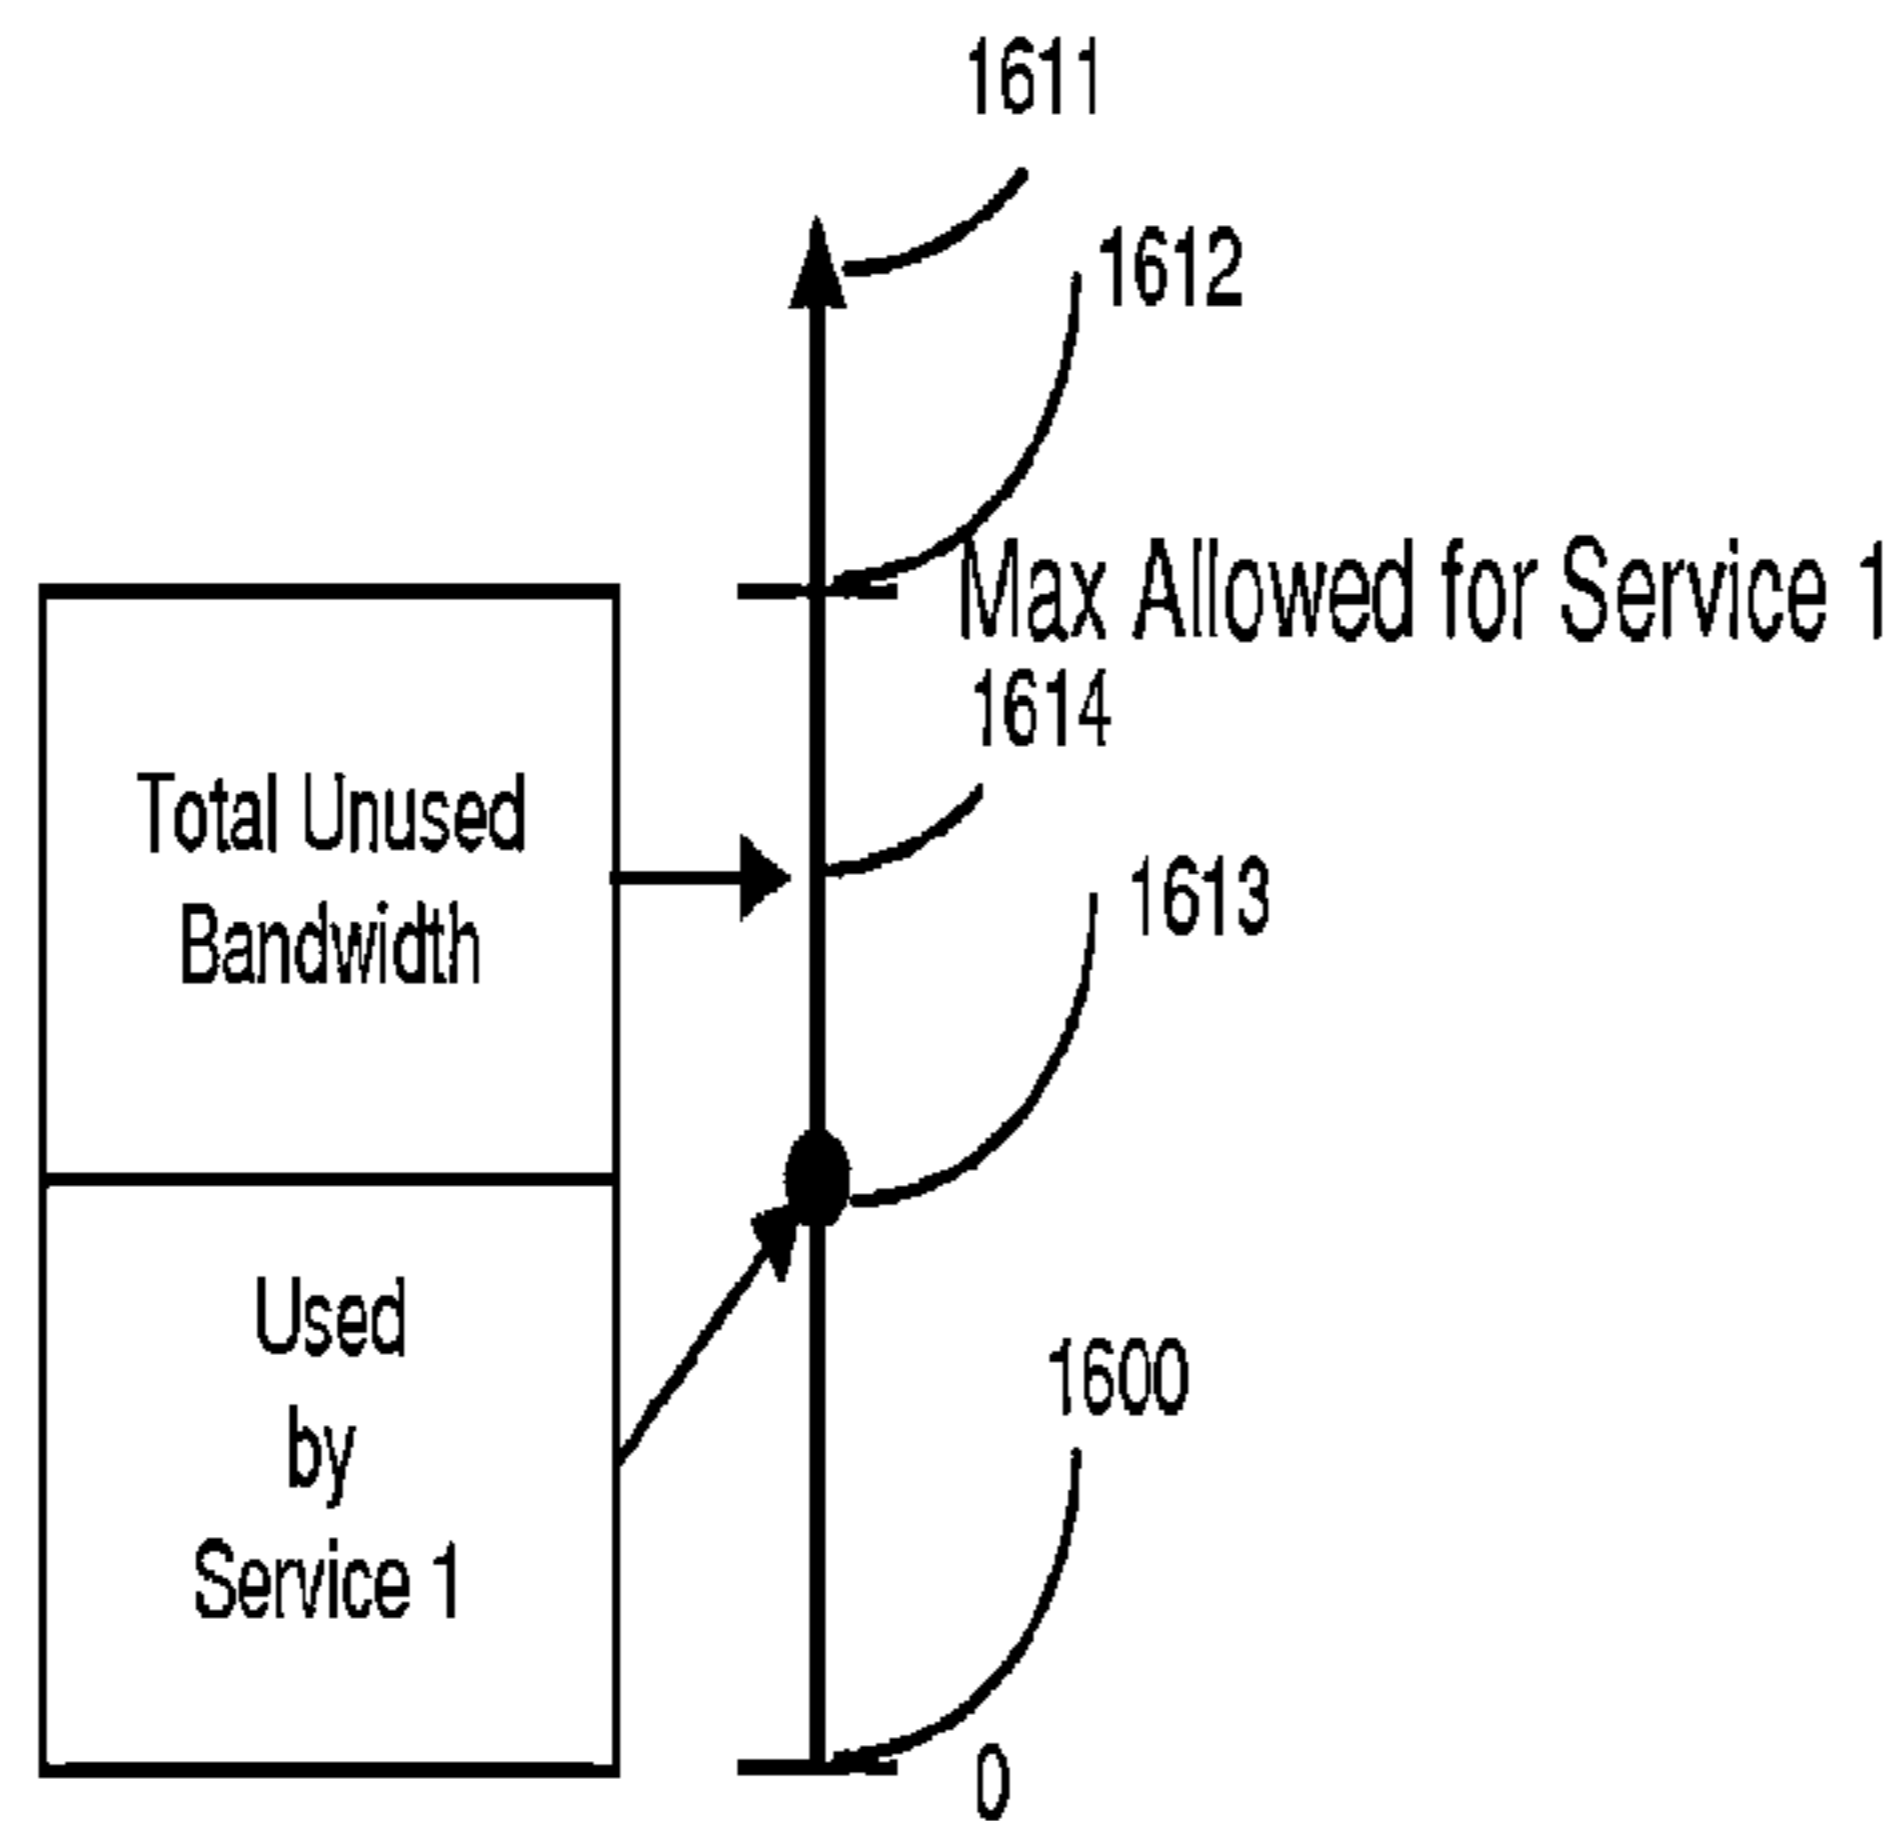 1611
1612
Max Allowed for Service 1
1614
Total Unused
Bandwidth
1613
Used
by
Service 1
1600
0